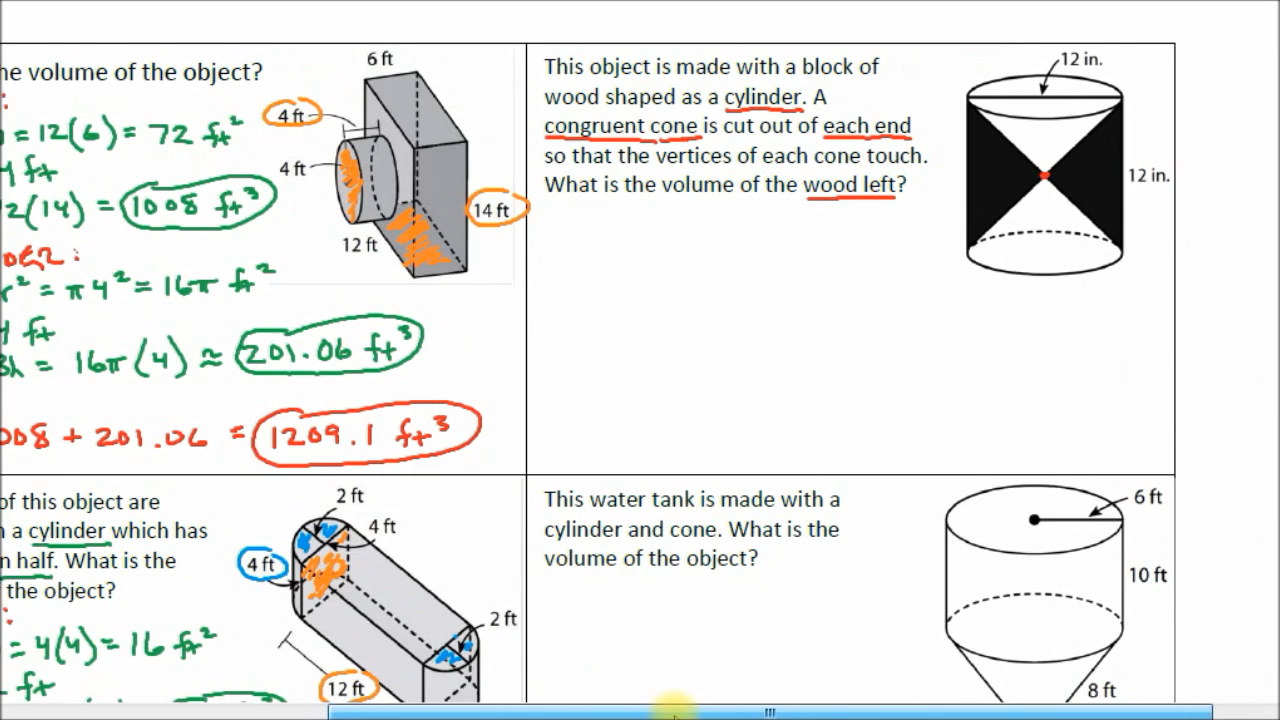 he volume of the object?
= 12(6) = 72 ft²
ft
2(14) = 1008 ft³
r² = π4² = 16π ft²
ft
Bh = 16π(4) ≈ 201.06 ft³
008 + 201.06 = 1209.1 ft³
6 ft
4 ft
4 ft
14 ft
12 ft
This object is made with a block of
wood shaped as a cylinder. A
congruent cone is cut out of each end
so that the vertices of each cone touch.
What is the volume of the wood left?
12 in.
12 in.
of this object are
a cylinder which has
n half. What is the
the object?
= 4(4) = 16 ft²
ft
2 ft
4 ft
4 ft
2 ft
12 ft
This water tank is made with a
cylinder and cone. What is the
volume of the object?
6 ft
10 ft
8 ft